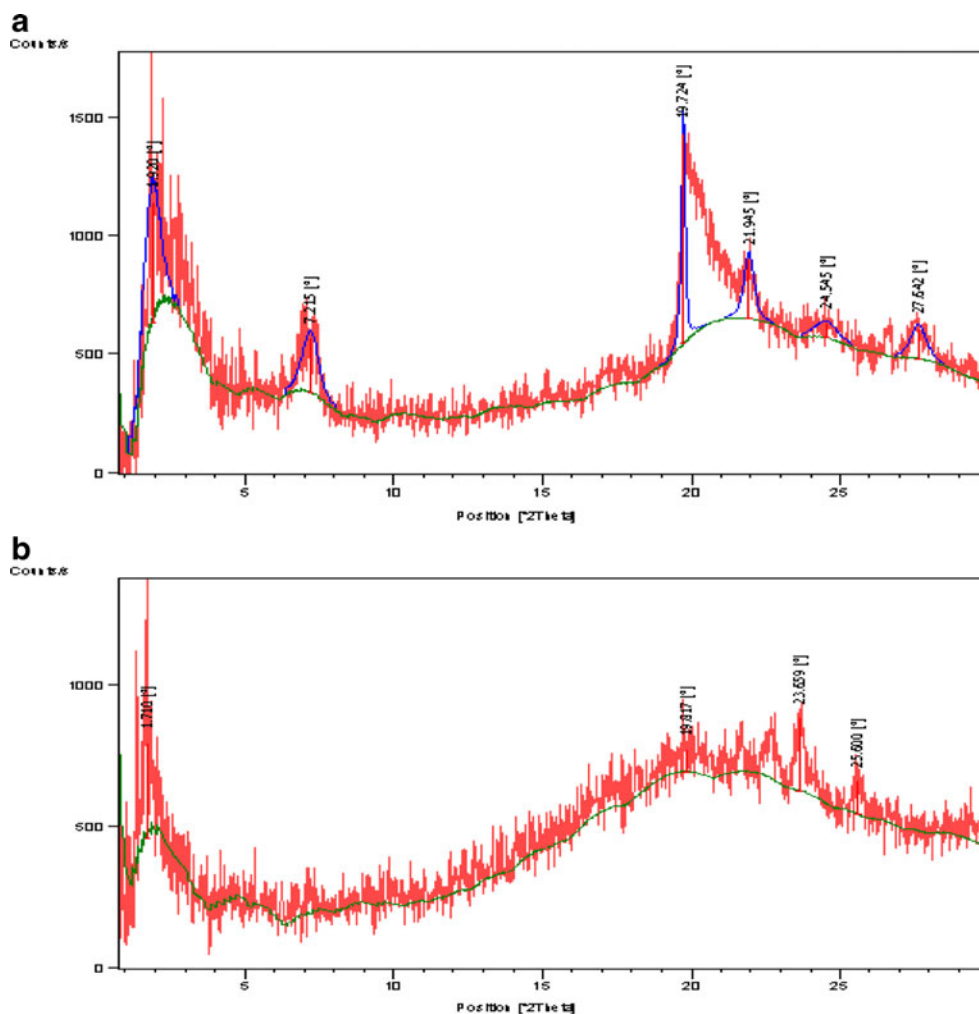 a
Counts/s
1500
1000
500
0
1.920 [°]
7.215 [°]
19.724 [°]
21.945 [°]
24.545 [°]
27.642 [°]
5 10 15 20 25
Position [°2Theta]
b
Counts/s
1000
500
0
1.710 [°]
19.817 [°]
23.659 [°]
25.600 [°]
5 10 15 20 25
Position [°2Theta]